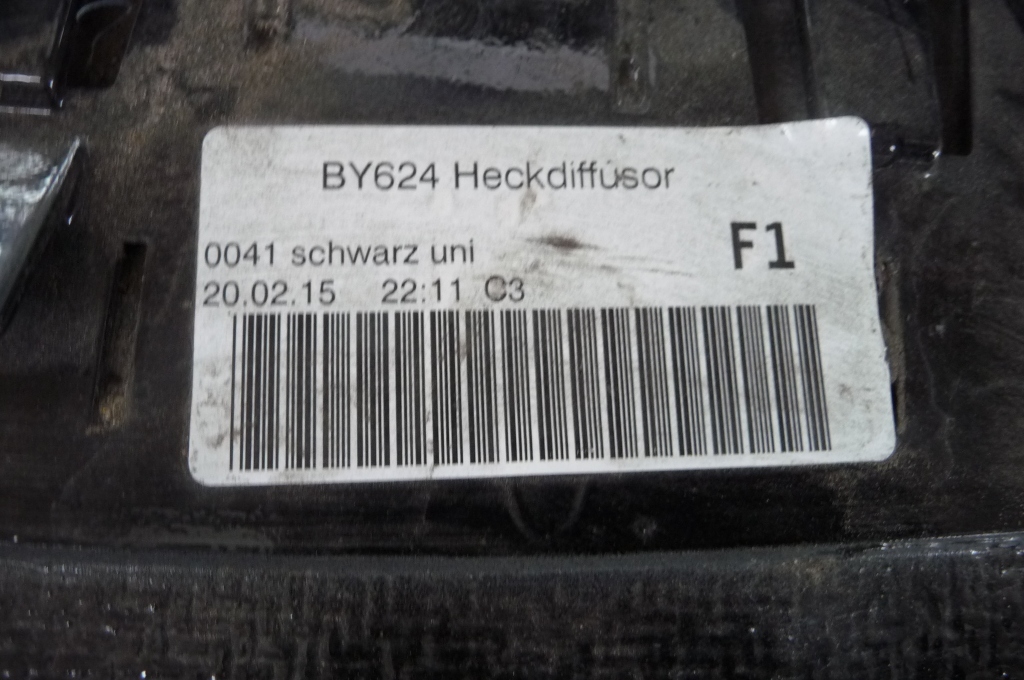 BY624 Heckdiffusor
F1
0041 schwarz uni
20.02.15 22:11 C3